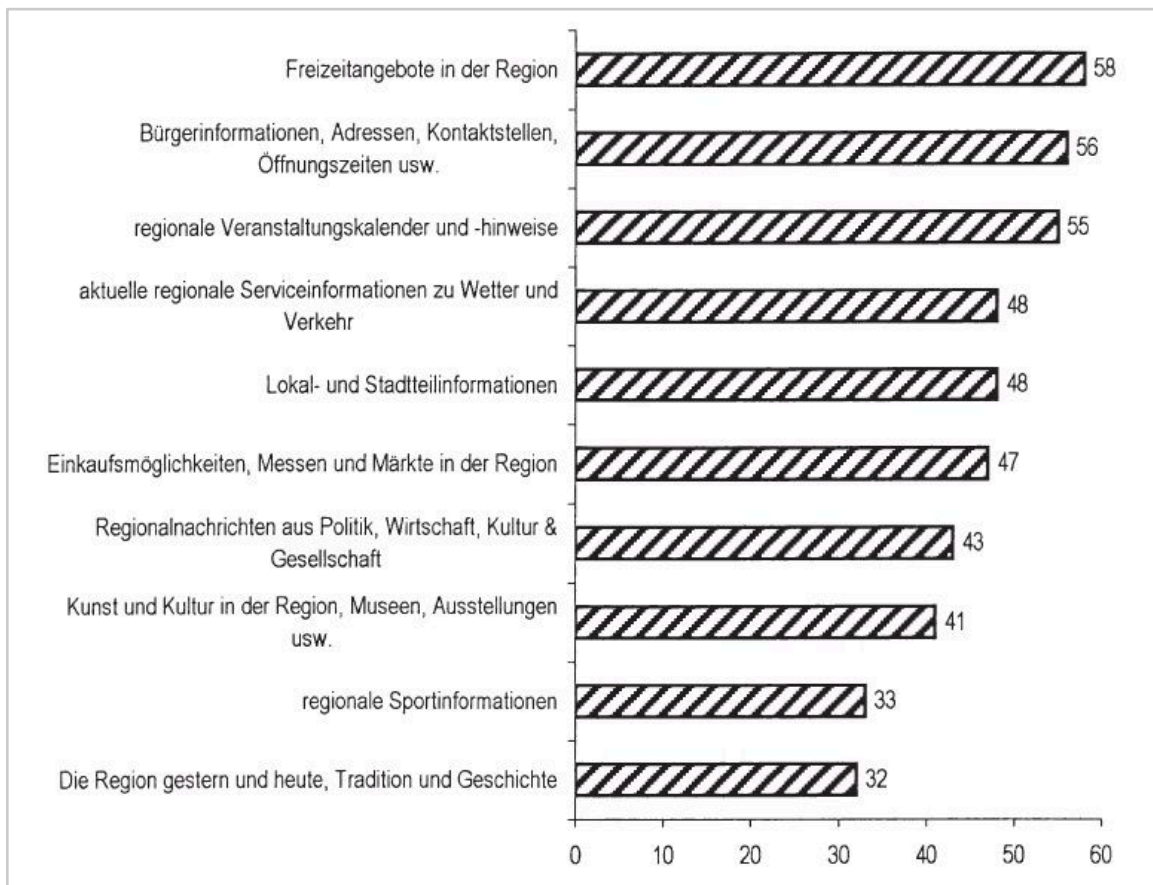 Freizeitangebote in der Region
58
Bürgerinformationen, Adressen, Kontaktstellen,
Öffnungszeiten usw.
56
regionale Veranstaltungskalender und -hinweise
55
aktuelle regionale Serviceinformationen zu Wetter und
Verkehr
48
Lokal- und Stadtteilinformationen
48
Einkaufsmöglichkeiten, Messen und Märkte in der Region
47
Regionalnachrichten aus Politik, Wirtschaft, Kultur &
Gesellschaft
43
Kunst und Kultur in der Region, Museen, Ausstellungen
usw.
41
regionale Sportinformationen
33
Die Region gestern und heute, Tradition und Geschichte
32
0 10 20 30 40 50 60